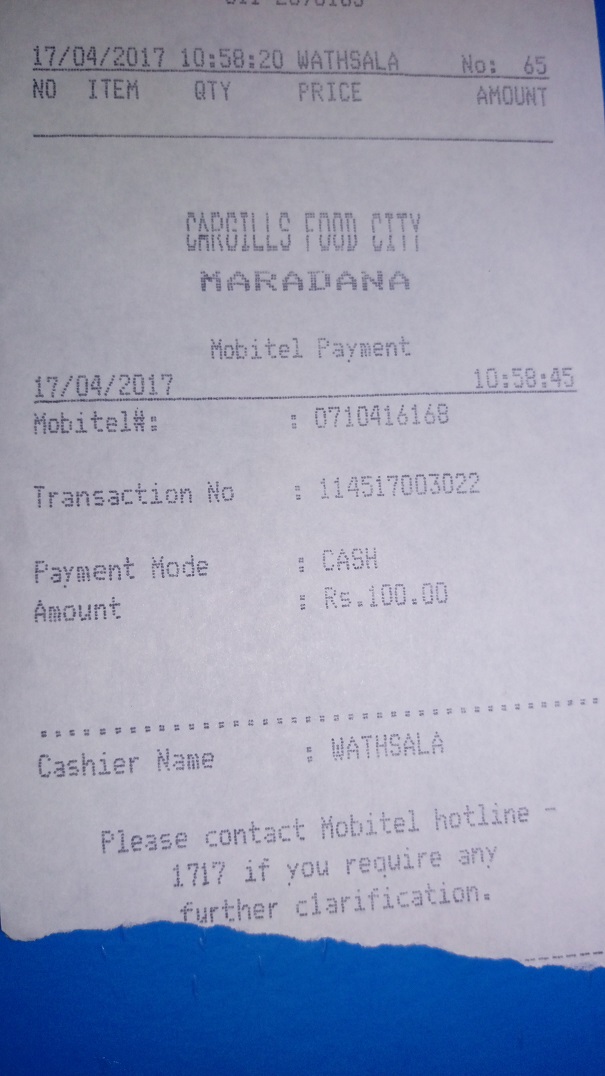 17/04/2017 10:58:20 WATHSALA No: 65
NO ITEM QTY PRICE AMOUNT
CARGILLS FOOD CITY
MARADANA
Mobitel Payment
17/04/2017 10:58:45
Mobitel#: : 0710416168
Transaction No : 114517003022
Payment Mode : CASH
Amount : Rs.100.00
Cashier Name : WATHSALA
Please contact Mobitel hotline -
1717 if you require any
further clarification.